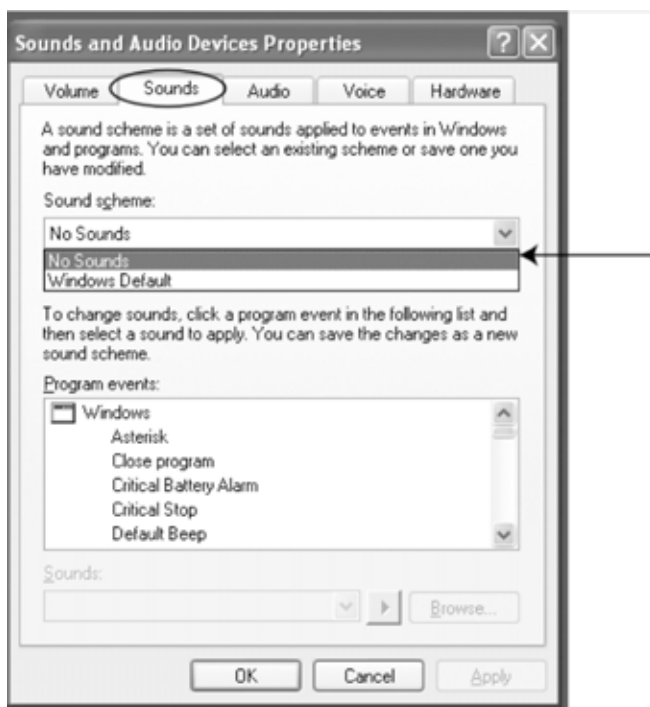 Sounds and Audio Devices Properties
Volume Sounds Audio Voice Hardware
A sound scheme is a set of sounds applied to events in Windows
and programs. You can select an existing scheme or save one you
have modified.
Sound scheme:
No Sounds
No Sounds
Windows Default
To change sounds, click a program event in the following list and
then select a sound to apply. You can save the changes as a new
sound scheme.
Program events:
Windows
Asterisk
Close program
Critical Battery Alarm
Critical Stop
Default Beep
Sounds:
Browse...
OK Cancel Apply